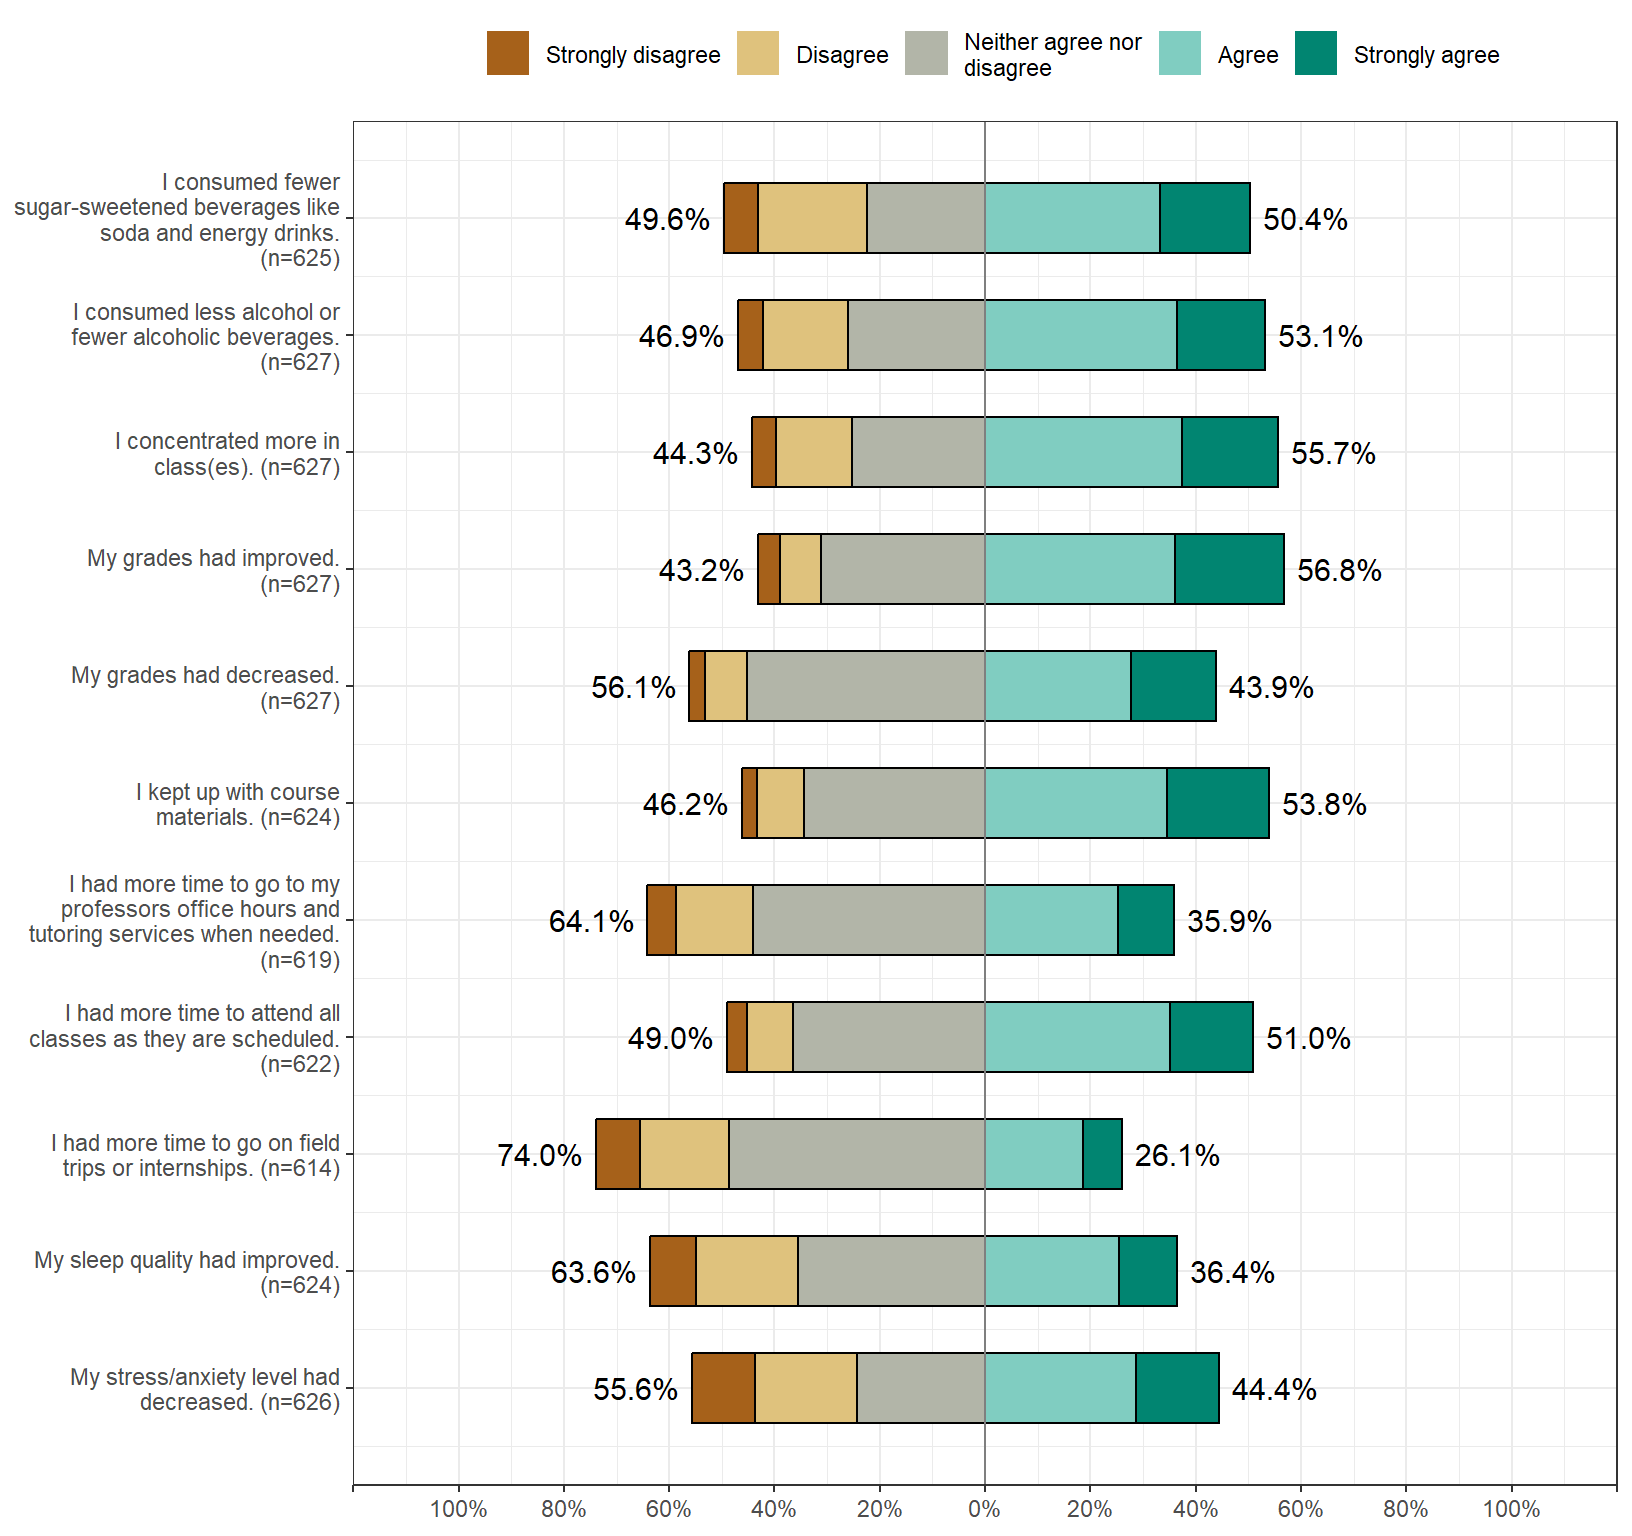 Strongly disagree
Disagree
Neither agree nor
disagree
Agree
Strongly agree
I consumed fewer
sugar-sweetened beverages like
soda and energy drinks.
(n=625)
49.6%
50.4%
I consumed less alcohol or
fewer alcoholic beverages.
(n=627)
46.9%
53.1%
I concentrated more in
class(es). (n=627)
44.3%
55.7%
My grades had improved.
(n=627)
43.2%
56.8%
My grades had decreased.
(n=627)
56.1%
43.9%
I kept up with course
materials. (n=624)
46.2%
53.8%
I had more time to go to my
professors office hours and
tutoring services when needed.
(n=619)
64.1%
35.9%
I had more time to attend all
classes as they are scheduled.
(n=622)
49.0%
51.0%
I had more time to go on field
trips or internships. (n=614)
74.0%
26.1%
My sleep quality had improved.
(n=624)
63.6%
36.4%
My stress/anxiety level had
decreased. (n=626)
55.6%
44.4%
100% 80% 60% 40% 20% 0% 20% 40% 60% 80% 100%